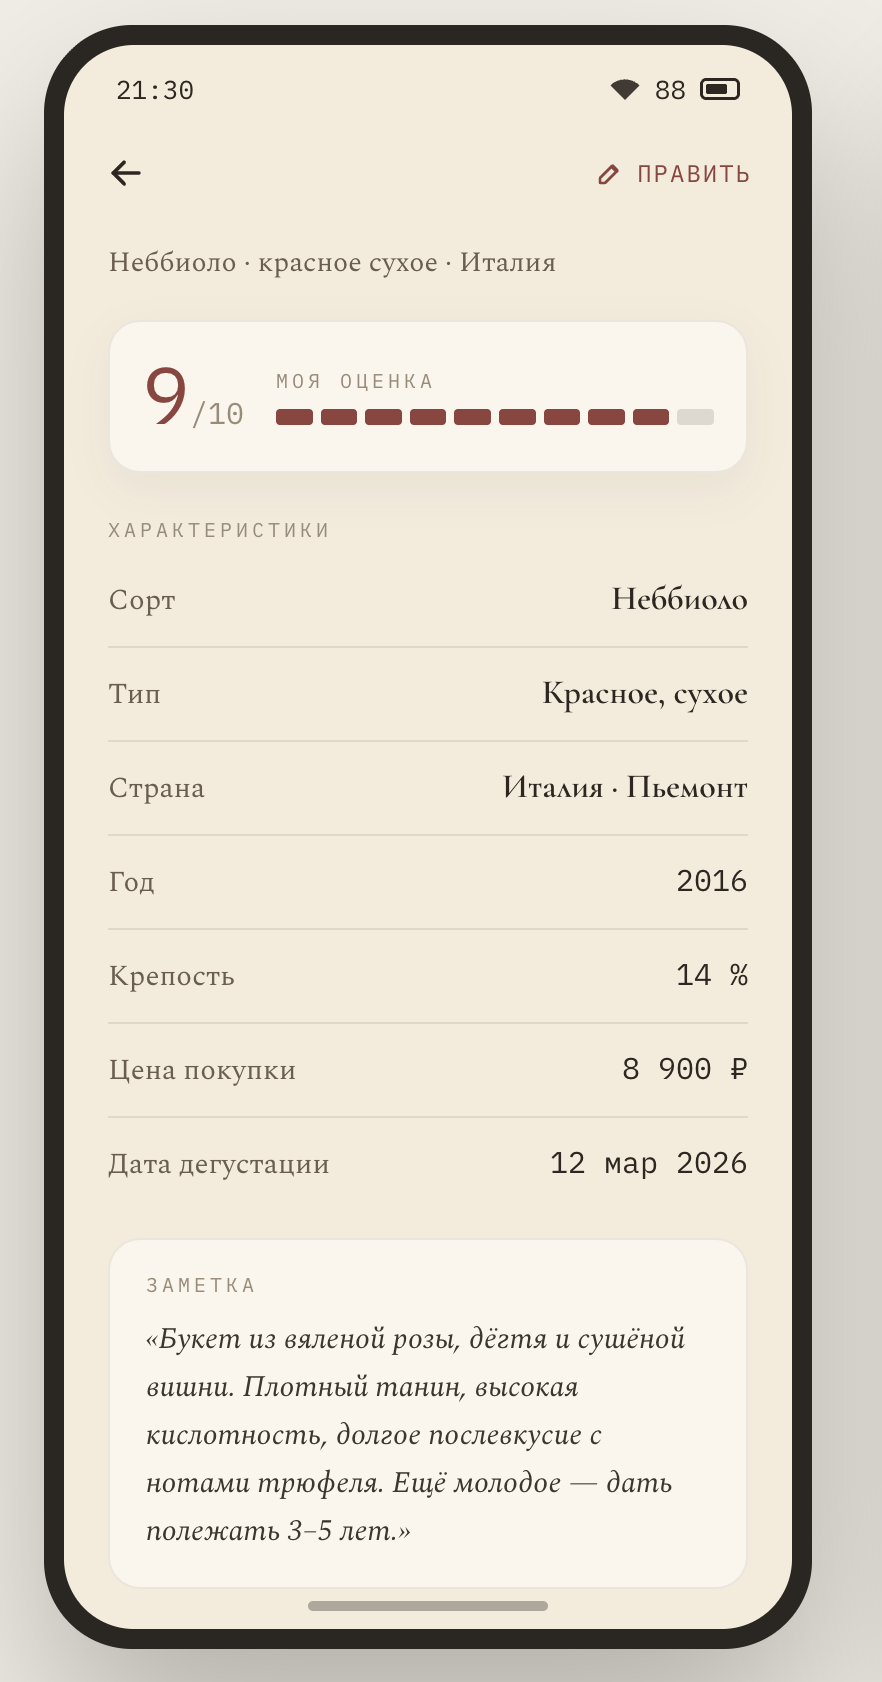 21:30 88
ПРАВИТЬ
Неббиоло · красное сухое · Италия
МОЯ ОЦЕНКА
9/10
ХАРАКТЕРИСТИКИ
Сорт Неббиоло
Тип Красное, сухое
Страна Италия · Пьемонт
Год 2016
Крепость 14 %
Цена покупки 8 900 ₽
Дата дегустации 12 мар 2026
ЗАМЕТКА
«Букет из вяленой розы, дёгтя и сушёной
вишни. Плотный танин, высокая
кислотность, долгое послевкусие с
нотами трюфеля. Ещё молодое — дать
полежать 3–5 лет.»